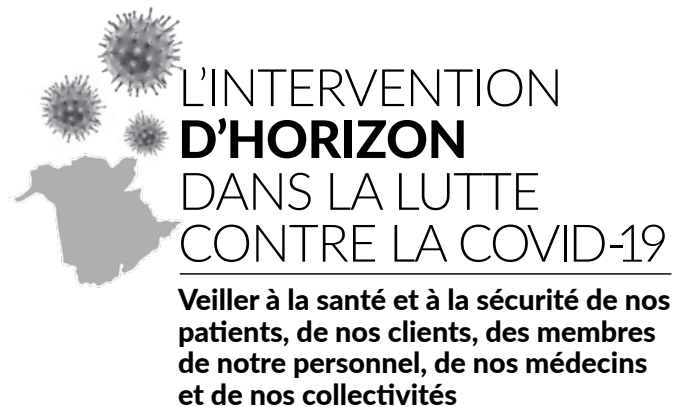 L'INTERVENTION
D'HORIZON
DANS LA LUTTE
CONTRE LA COVID-19
Veiller à la santé et à la sécurité de nos
patients, de nos clients, des membres
de notre personnel, de nos médecins
et de nos collectivités